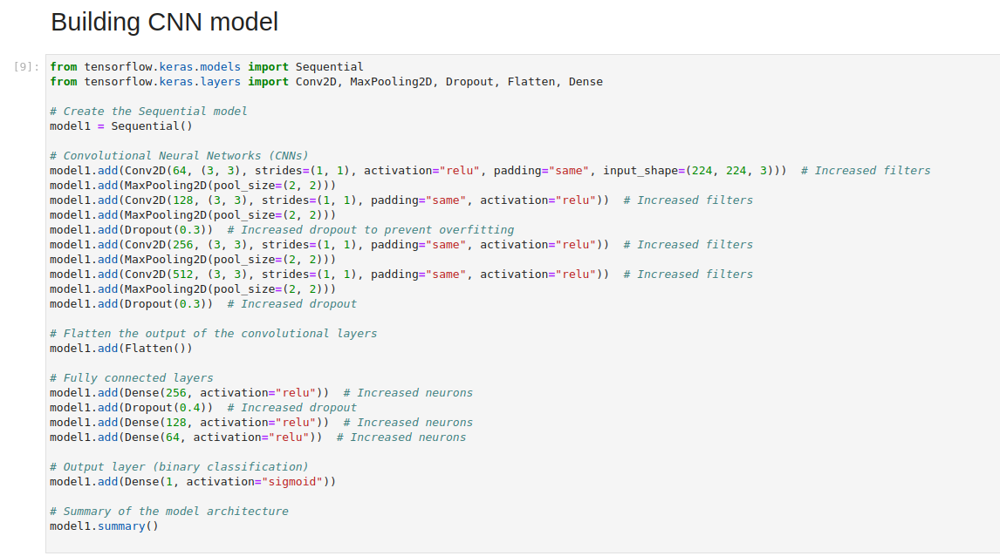 Building CNN model
[9]:
from tensorflow.keras.models import Sequential
from tensorflow.keras.layers import Conv2D, MaxPooling2D, Dropout, Flatten, Dense
# Create the Sequential model
model1 = Sequential()
# Convolutional Neural Networks (CNNs)
model1.add(Conv2D(64, (3, 3), strides=(1, 1), activation="relu", padding="same", input_shape=(224, 224, 3)))  # Increased filters
model1.add(MaxPooling2D(pool_size=(2, 2)))
model1.add(Conv2D(128, (3, 3), strides=(1, 1), padding="same", activation="relu"))  # Increased filters
model1.add(MaxPooling2D(pool_size=(2, 2)))
model1.add(Dropout(0.3))  # Increased dropout to prevent overfitting
model1.add(Conv2D(256, (3, 3), strides=(1, 1), padding="same", activation="relu"))  # Increased filters
model1.add(MaxPooling2D(pool_size=(2, 2)))
model1.add(Conv2D(512, (3, 3), strides=(1, 1), padding="same", activation="relu"))  # Increased filters
model1.add(MaxPooling2D(pool_size=(2, 2)))
model1.add(Dropout(0.3))  # Increased dropout
# Flatten the output of the convolutional layers
model1.add(Flatten())
# Fully connected layers
model1.add(Dense(256, activation="relu"))  # Increased neurons
model1.add(Dropout(0.4))  # Increased dropout
model1.add(Dense(128, activation="relu"))  # Increased neurons
model1.add(Dense(64, activation="relu"))  # Increased neurons
# Output layer (binary classification)
model1.add(Dense(1, activation="sigmoid"))
# Summary of the model architecture
model1.summary()